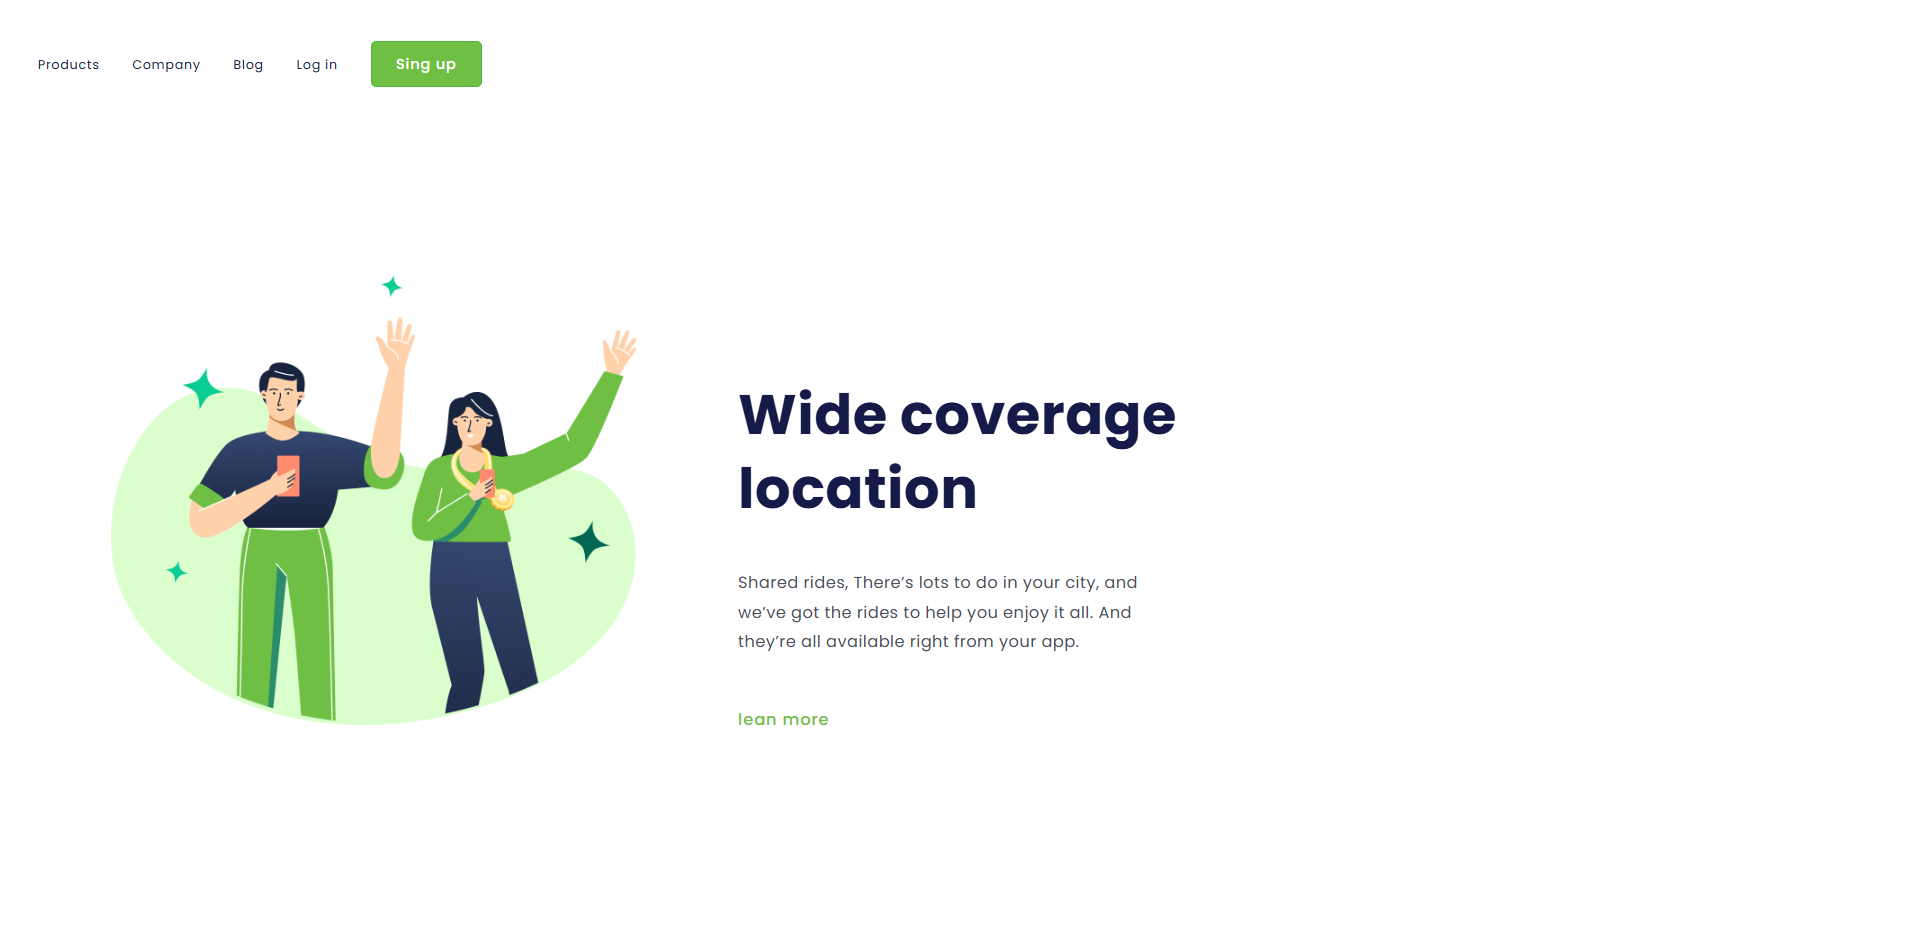 Products Company Blog Log in Sing up
Wide coverage
location
Shared rides, There’s lots to do in your city, and
we’ve got the rides to help you enjoy it all. And
they’re all available right from your app.
lean more